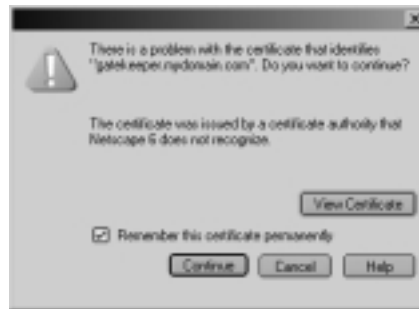 There is a problem with the certificate that identifies
"gatekeeper.mydomain.com". Do you want to continue?
The certificate was issued by a certificate authority that
Netscape 6 does not recognize.
View Certificate
Remember this certificate permanently
Continue Cancel Help